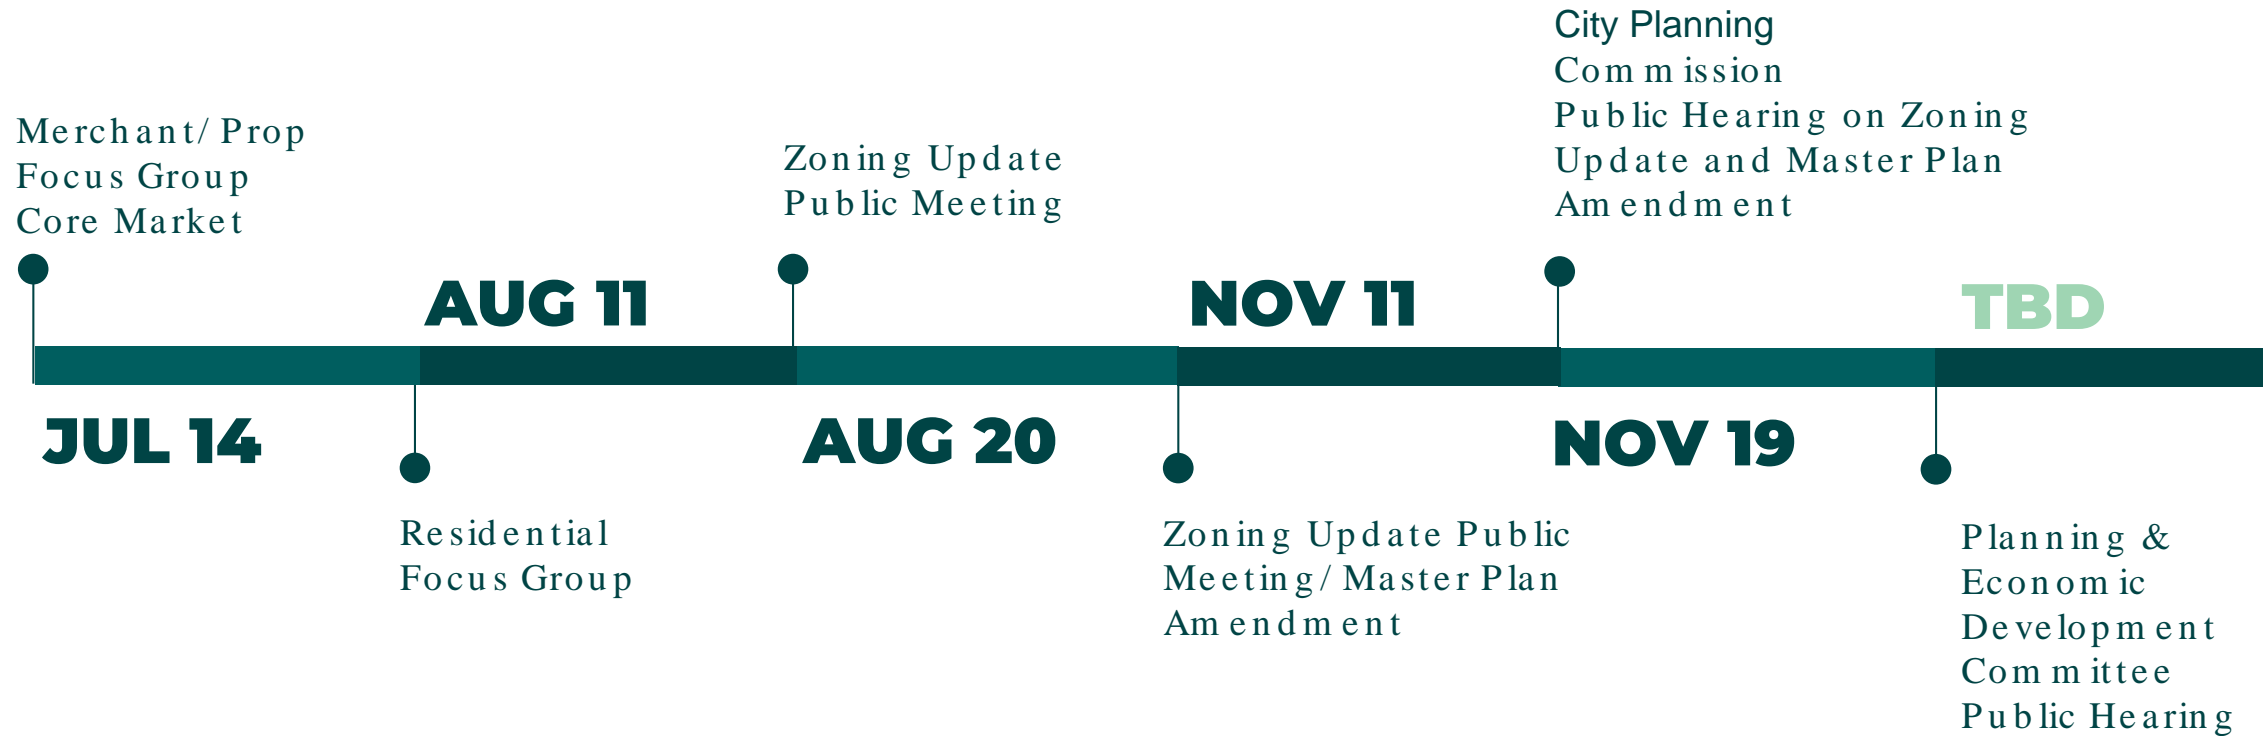 Merchant/ Prop
Focus Group
Core Market
JUL 14
AUG 11
Residential
Focus Group
Zoning Update
Public Meeting
AUG 20
NOV 11
Zoning Update Public
Meeting/ Master Plan
Amendment
City Planning
Commission
Public Hearing on Zoning
Update and Master Plan
Amendment
NOV 19
TBD
Planning &
Economic
Development
Committee
Public Hearing